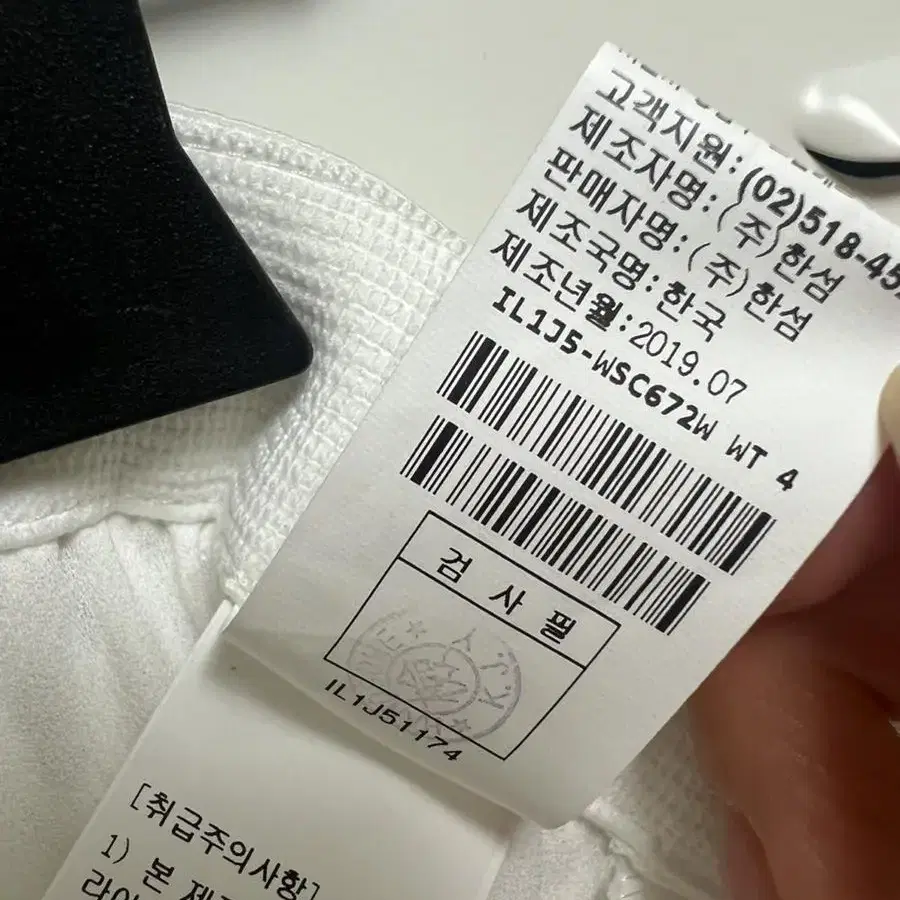 고객지원:(02)518-45
제조자명:(주)한섬
판매자명:(주)한섬
제조국명:한국
제조년월:2019.07
IL1J5-WSC672W WT 4
검 사 필
IL1J51174
[취급주의사항]
1) 본 제
라이